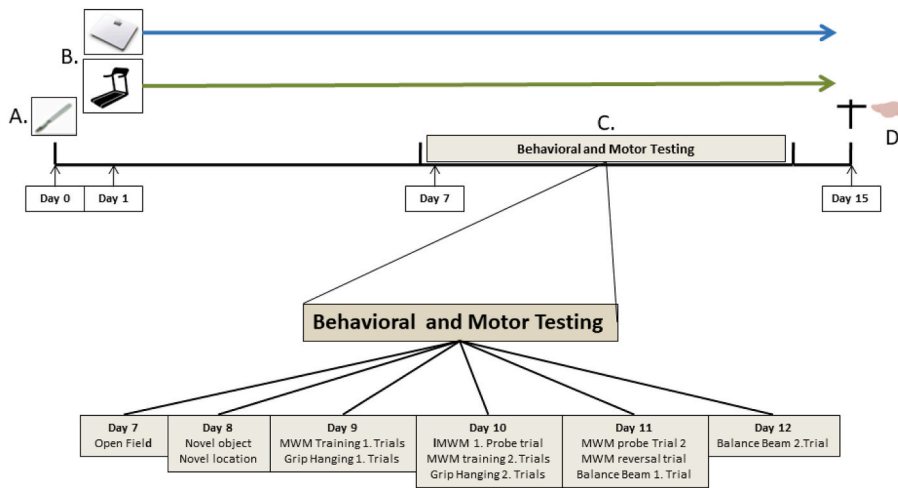 B.
A.
C.
D
Behavioral and Motor Testing
Day 0
Day 1
Day 7
Day 15
Behavioral and Motor Testing
Day 7
Open Field
Day 8
Novel object
Novel location
Day 9
MWM Training 1. Trials
Grip Hanging 1. Trials
Day 10
IMWM 1. Probe trial
MWM training 2. Trials
Grip Hanging 2. Trials
Day 11
MWM probe Trial 2
MWM reversal trial
Balance Beam 1. Trial
Day 12
Balance Beam 2.Trial